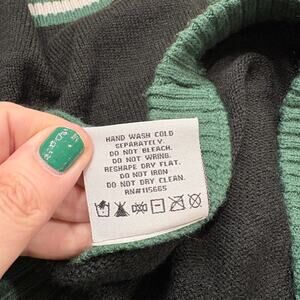 HAND WASH COLD
SEPARATELY.
DO NOT BLEACH.
DO NOT WRING.
RESHAPE DRY FLAT.
DO NOT IRON
DO NOT DRY CLEAN.
RN#115665